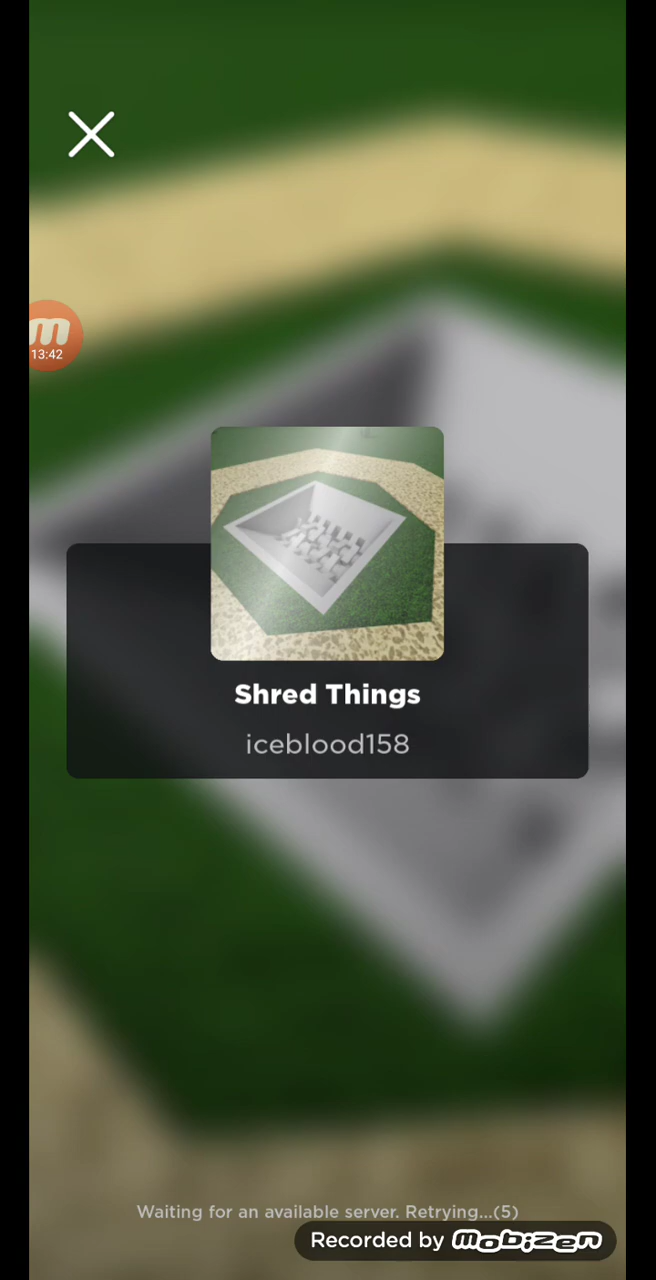 13:42
Shred Things
iceblood158
Waiting for an available server. Retrying...(5)
Recorded by mobizen